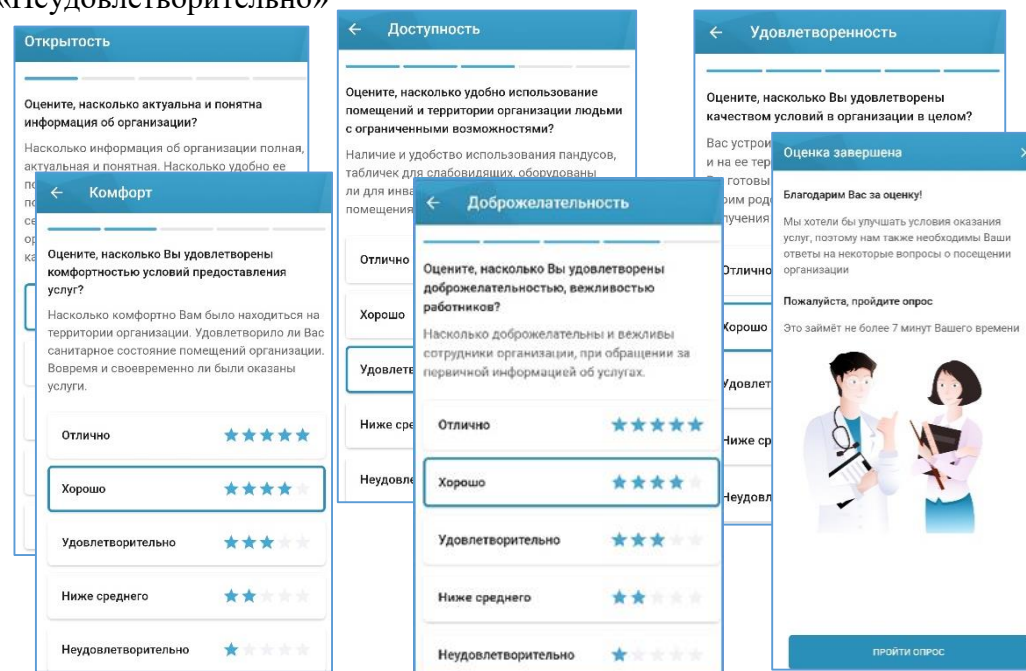 «Неудовлетворительно»
Открытость
Оцените, насколько актуальна и понятна
информация об организации?
Насколько информация об организации полная,
актуальная и понятная. Насколько удобно ее
← Комфорт
Оцените, насколько Вы удовлетворены
комфортностью условий предоставления
услуг?
Насколько комфортно Вам было находиться на
территории организации. Удовлетворило ли Вас
санитарное состояние помещений организации.
Вовремя и своевременно ли были оказаны
услуги.
Отлично
Хорошо
Удовлетворительно
Ниже среднего
Неудовлетворительно
← Доступность
Оцените, насколько удобно использование
помещений и территории организации людьми
с ограниченными возможностями?
Наличие и удобство использования пандусов,
табличек для слабовидящих, оборудованы
ли для инва
помещения
Отлично
Хорошо
Удовлетв
Ниже сре
Неудовле
← Доброжелательность
Оцените, насколько Вы удовлетворены
доброжелательностью, вежливостью
работников?
Насколько доброжелательны и вежливы
сотрудники организации, при обращении за
первичной информацией об услугах.
Отлично
Хорошо
Удовлетворительно
Ниже среднего
Неудовлетворительно
← Удовлетворенность
Оцените, насколько Вы удовлетворены
качеством условий в организации в целом?
Вас устрои
и на ее тер
готовы
Отлично
Хорошо
Удовлет
Ниже ср
Неудовл
Оценка завершена
Благодарим Вас за оценку!
Мы хотели бы улучшать условия оказания
услуг, поэтому нам также необходимы Ваши
ответы на некоторые вопросы о посещении
организации
Пожалуйста, пройдите опрос
Это займёт не более 7 минут Вашего времени
ПРОЙТИ ОПРОС